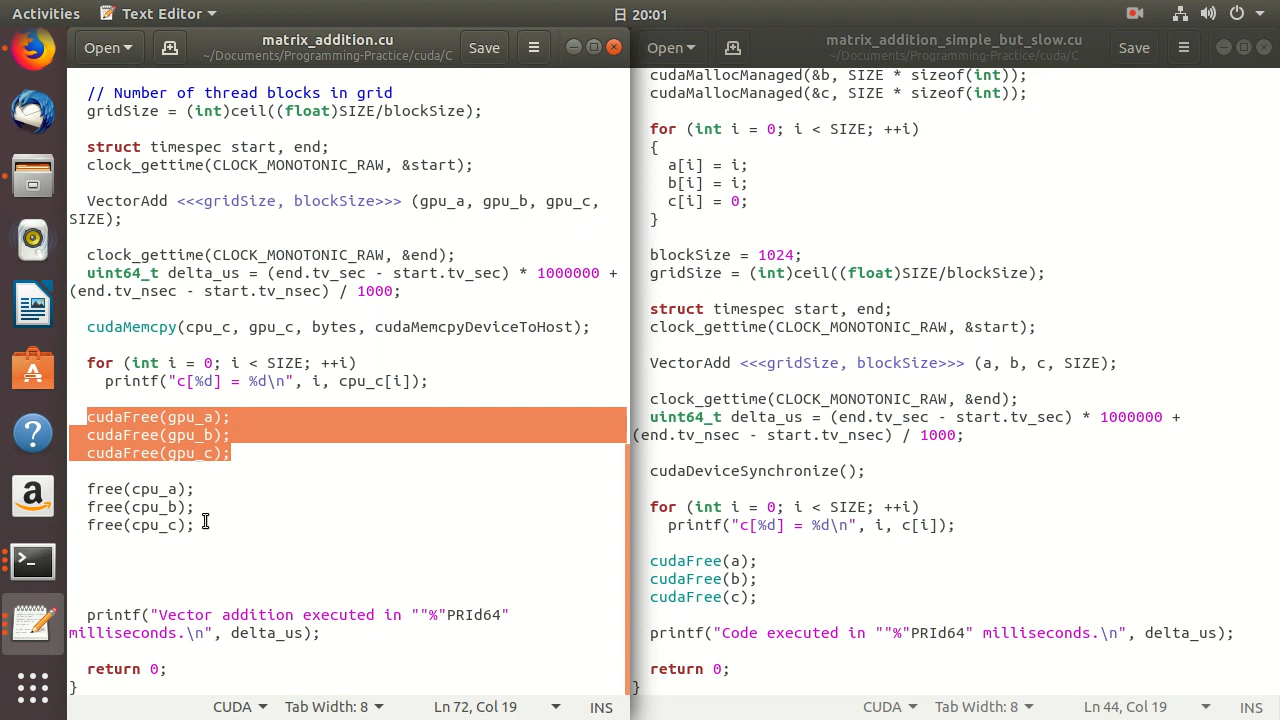 Activities
Text Editor
日 20:01
Open
matrix_addition.cu
~/Documents/Programming-Practice/cuda/C
Save
// Number of thread blocks in grid
gridSize = (int)ceil((float)SIZE/blockSize);
struct timespec start, end;
clock_gettime(CLOCK_MONOTONIC_RAW, &start);
VectorAdd <<<gridSize, blockSize>>> (gpu_a, gpu_b, gpu_c,
SIZE);
clock_gettime(CLOCK_MONOTONIC_RAW, &end);
uint64_t delta_us = (end.tv_sec - start.tv_sec) * 1000000 +
(end.tv_nsec - start.tv_nsec) / 1000;
cudaMemcpy(cpu_c, gpu_c, bytes, cudaMemcpyDeviceToHost);
for (int i = 0; i < SIZE; ++i)
printf("c[%d] = %d\n", i, cpu_c[i]);
cudaFree(gpu_a);
cudaFree(gpu_b);
cudaFree(gpu_c);
free(cpu_a);
free(cpu_b);
free(cpu_c);
printf("Vector addition executed in ""%"PRId64"
milliseconds.\n", delta_us);
return 0;
}
CUDA
Tab Width: 8
Ln 72, Col 19
INS
Open
matrix_addition_simple_but_slow.cu
~/Documents/Programming-Practice/cuda/C
Save
cudaMallocManaged(&b, SIZE * sizeof(int));
cudaMallocManaged(&c, SIZE * sizeof(int));
for (int i = 0; i < SIZE; ++i)
{
a[i] = i;
b[i] = i;
c[i] = 0;
}
blockSize = 1024;
gridSize = (int)ceil((float)SIZE/blockSize);
struct timespec start, end;
clock_gettime(CLOCK_MONOTONIC_RAW, &start);
VectorAdd <<<gridSize, blockSize>>> (a, b, c, SIZE);
clock_gettime(CLOCK_MONOTONIC_RAW, &end);
uint64_t delta_us = (end.tv_sec - start.tv_sec) * 1000000 +
(end.tv_nsec - start.tv_nsec) / 1000;
cudaDeviceSynchronize();
for (int i = 0; i < SIZE; ++i)
printf("c[%d] = %d\n", i, c[i]);
cudaFree(a);
cudaFree(b);
cudaFree(c);
printf("Code executed in ""%"PRId64" milliseconds.\n", delta_us);
return 0;
}
CUDA
Tab Width: 8
Ln 44, Col 19
INS